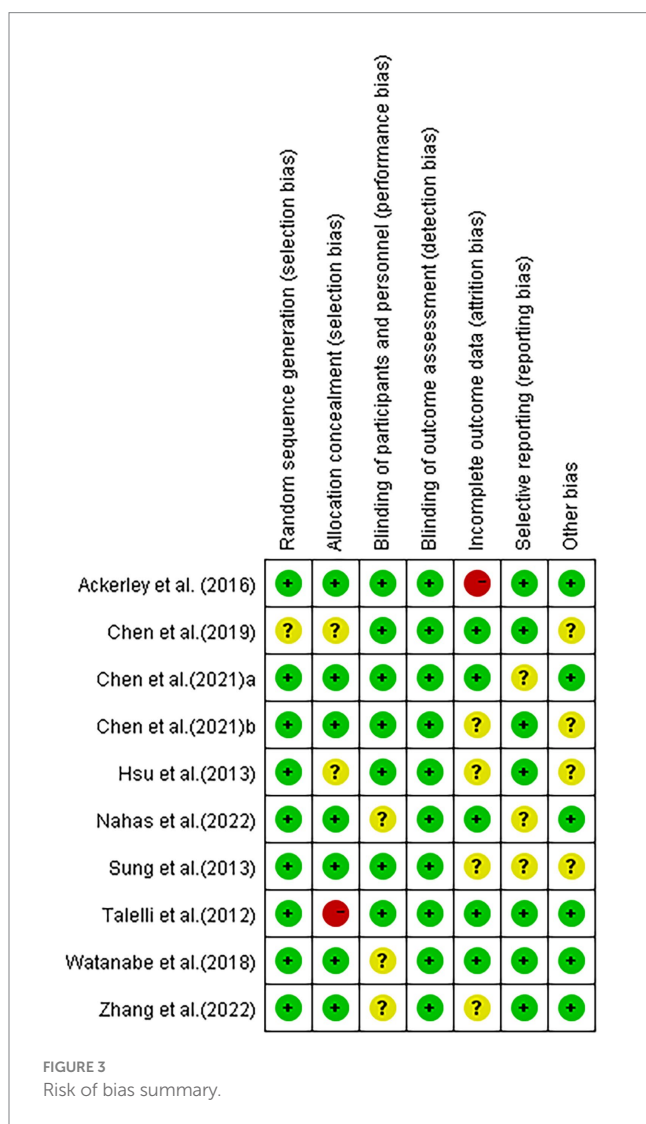 Random sequence generation (selection bias)
Allocation concealment (selection bias)
Blinding of participants and personnel (performance bias)
Blinding of outcome assessment (detection bias)
Incomplete outcome data (attrition bias)
Selective reporting (reporting bias)
Other bias
Ackerley et al. (2016) + + + + - + +
Chen et al.(2019) ? ? + + + + ?
Chen et al.(2021)a + + + + + ? +
Chen et al.(2021)b + + + + ? + ?
Hsu et al.(2013) + ? + + ? + ?
Nahas et al.(2022) + + ? + + ? +
Sung et al.(2013) + + + + ? ? ?
Talelli et al.(2012) + - + + + + +
Watanabe et al.(2018) + + ? + + + +
Zhang et al.(2022) + + ? + ? + +
FIGURE 3
Risk of bias summary.